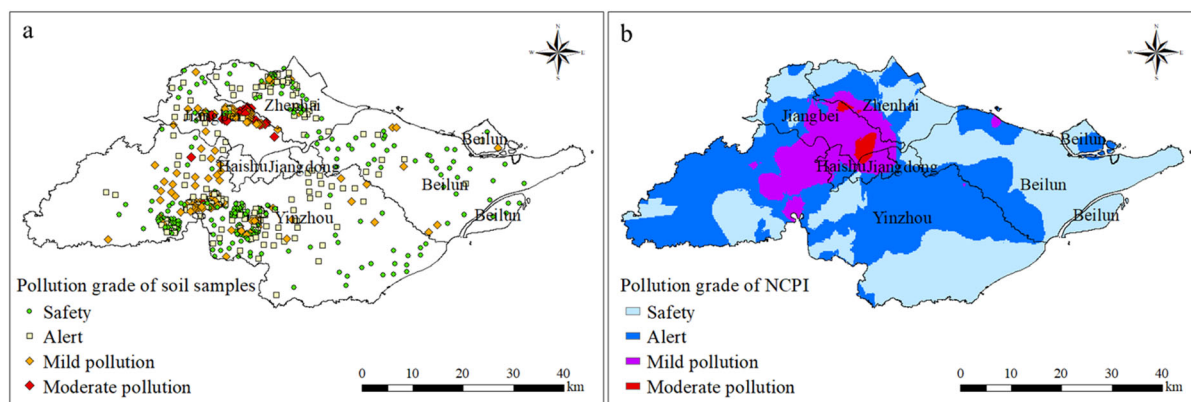 a
N
W
E
S
Zhenhai
Jiangbei
Beilun
HaishuJiangdong
Beilun
Yinzhou
Beilun
Pollution grade of soil samples
Safety
Alert
Mild pollution
Moderate pollution
0 5 10 20 30 40
km
b
N
W
E
S
Zhenhai
Jiangbei
Beilun
HaishuJiangdong
Beilun
Yinzhou
Beilun
Pollution grade of NCPI
Safety
Alert
Mild pollution
Moderate pollution
0 5 10 20 30 40
km